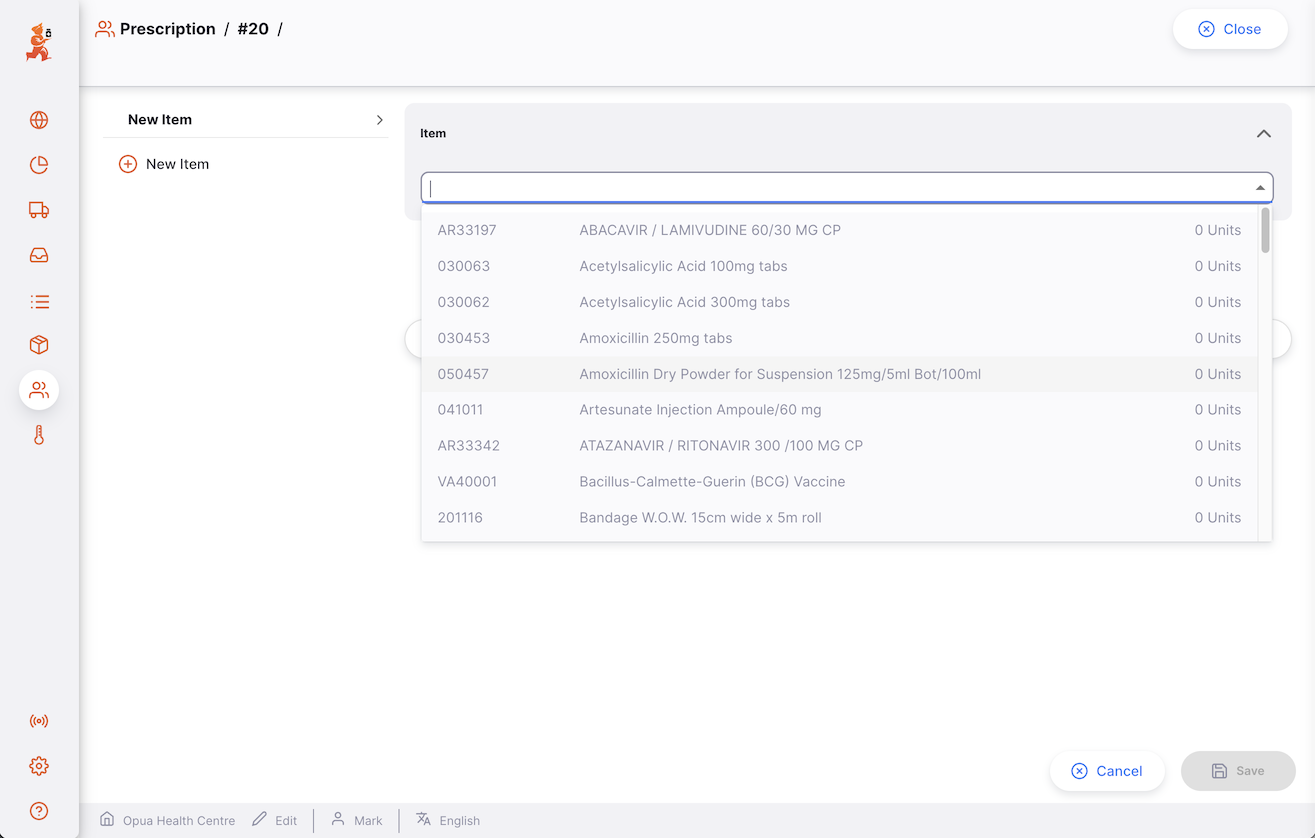 Prescription / #20 /
Close
New Item
New Item
Item
AR33197 ABACAVIR / LAMIVUDINE 60/30 MG CP 0 Units
030063 Acetylsalicylic Acid 100mg tabs 0 Units
030062 Acetylsalicylic Acid 300mg tabs 0 Units
030453 Amoxicillin 250mg tabs 0 Units
050457 Amoxicillin Dry Powder for Suspension 125mg/5ml Bot/100ml 0 Units
041011 Artesunate Injection Ampoule/60 mg 0 Units
AR33342 ATAZANAVIR / RITONAVIR 300 /100 MG CP 0 Units
VA40001 Bacillus-Calmette-Guerin (BCG) Vaccine 0 Units
201116 Bandage W.O.W. 15cm wide x 5m roll 0 Units
Cancel Save
Opua Health Centre Edit Mark English